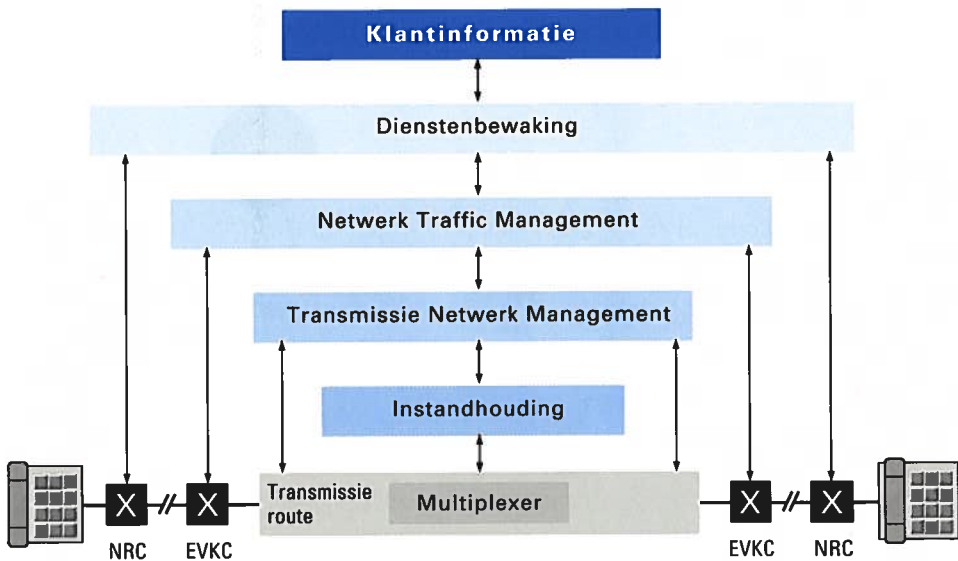 Klantinformatie
Dienstenbewaking
Netwerk Traffic Management
Transmissie Netwerk Management
Instandhouding
Transmissie
route
Multiplexer
X
X
X
X
NRC
EVKC
EVKC
NRC